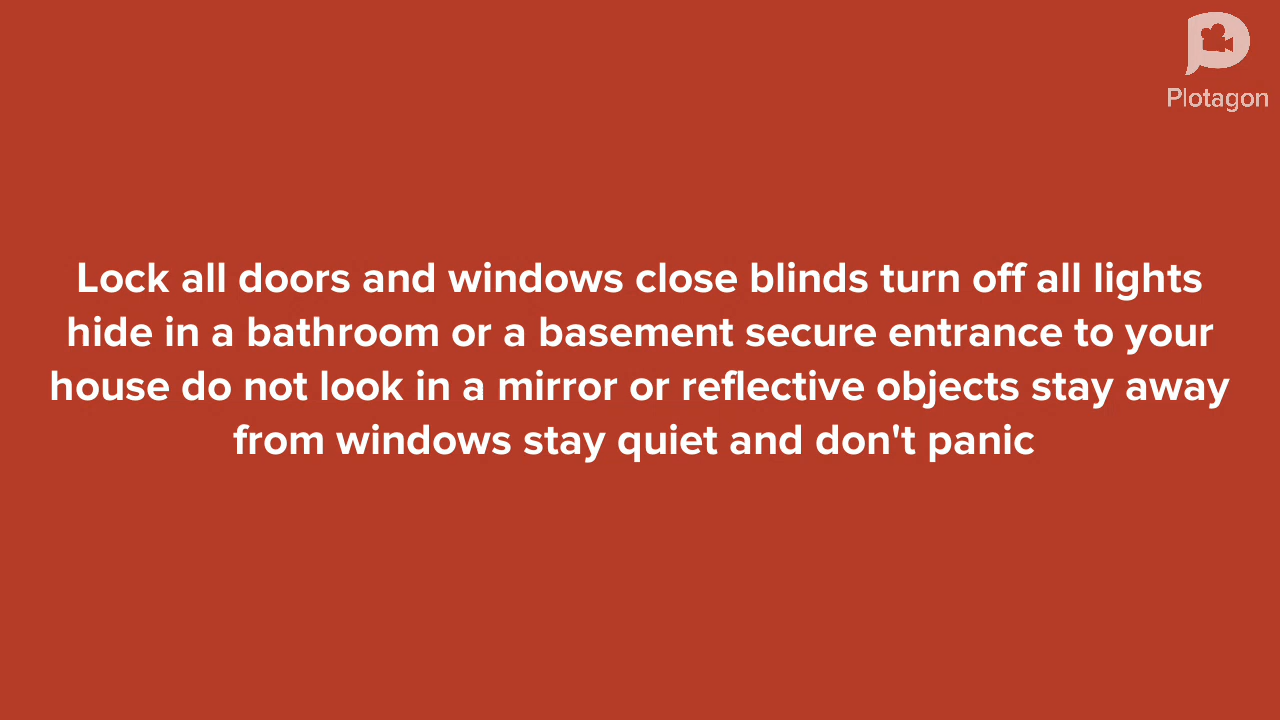 Plotagon
Lock all doors and windows close blinds turn off all lights
hide in a bathroom or a basement secure entrance to your
house do not look in a mirror or reflective objects stay away
from windows stay quiet and don't panic